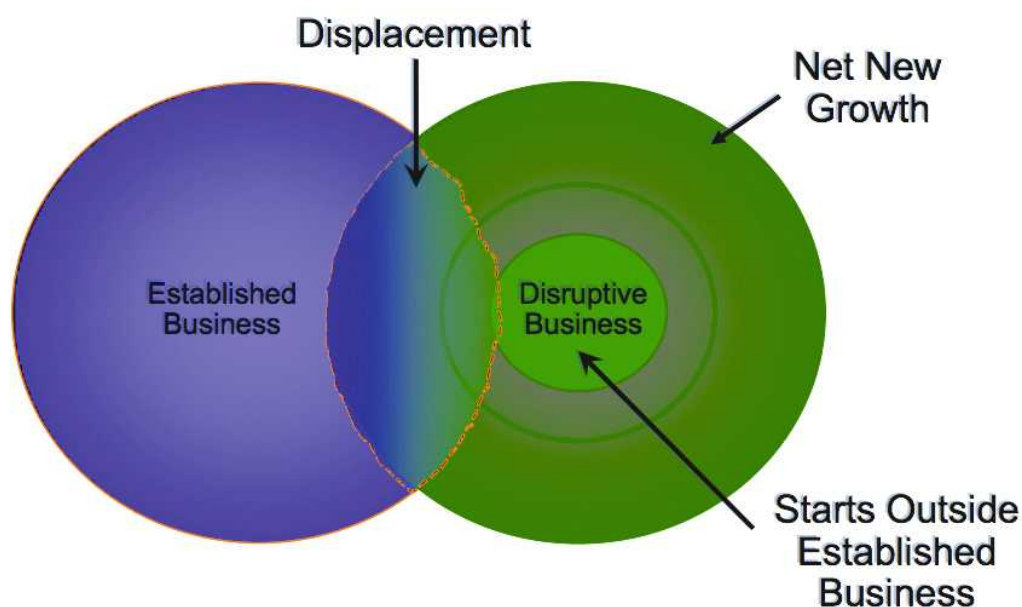 Displacement
Net New
Growth
Established
Business
Disruptive
Business
Starts Outside
Established
Business